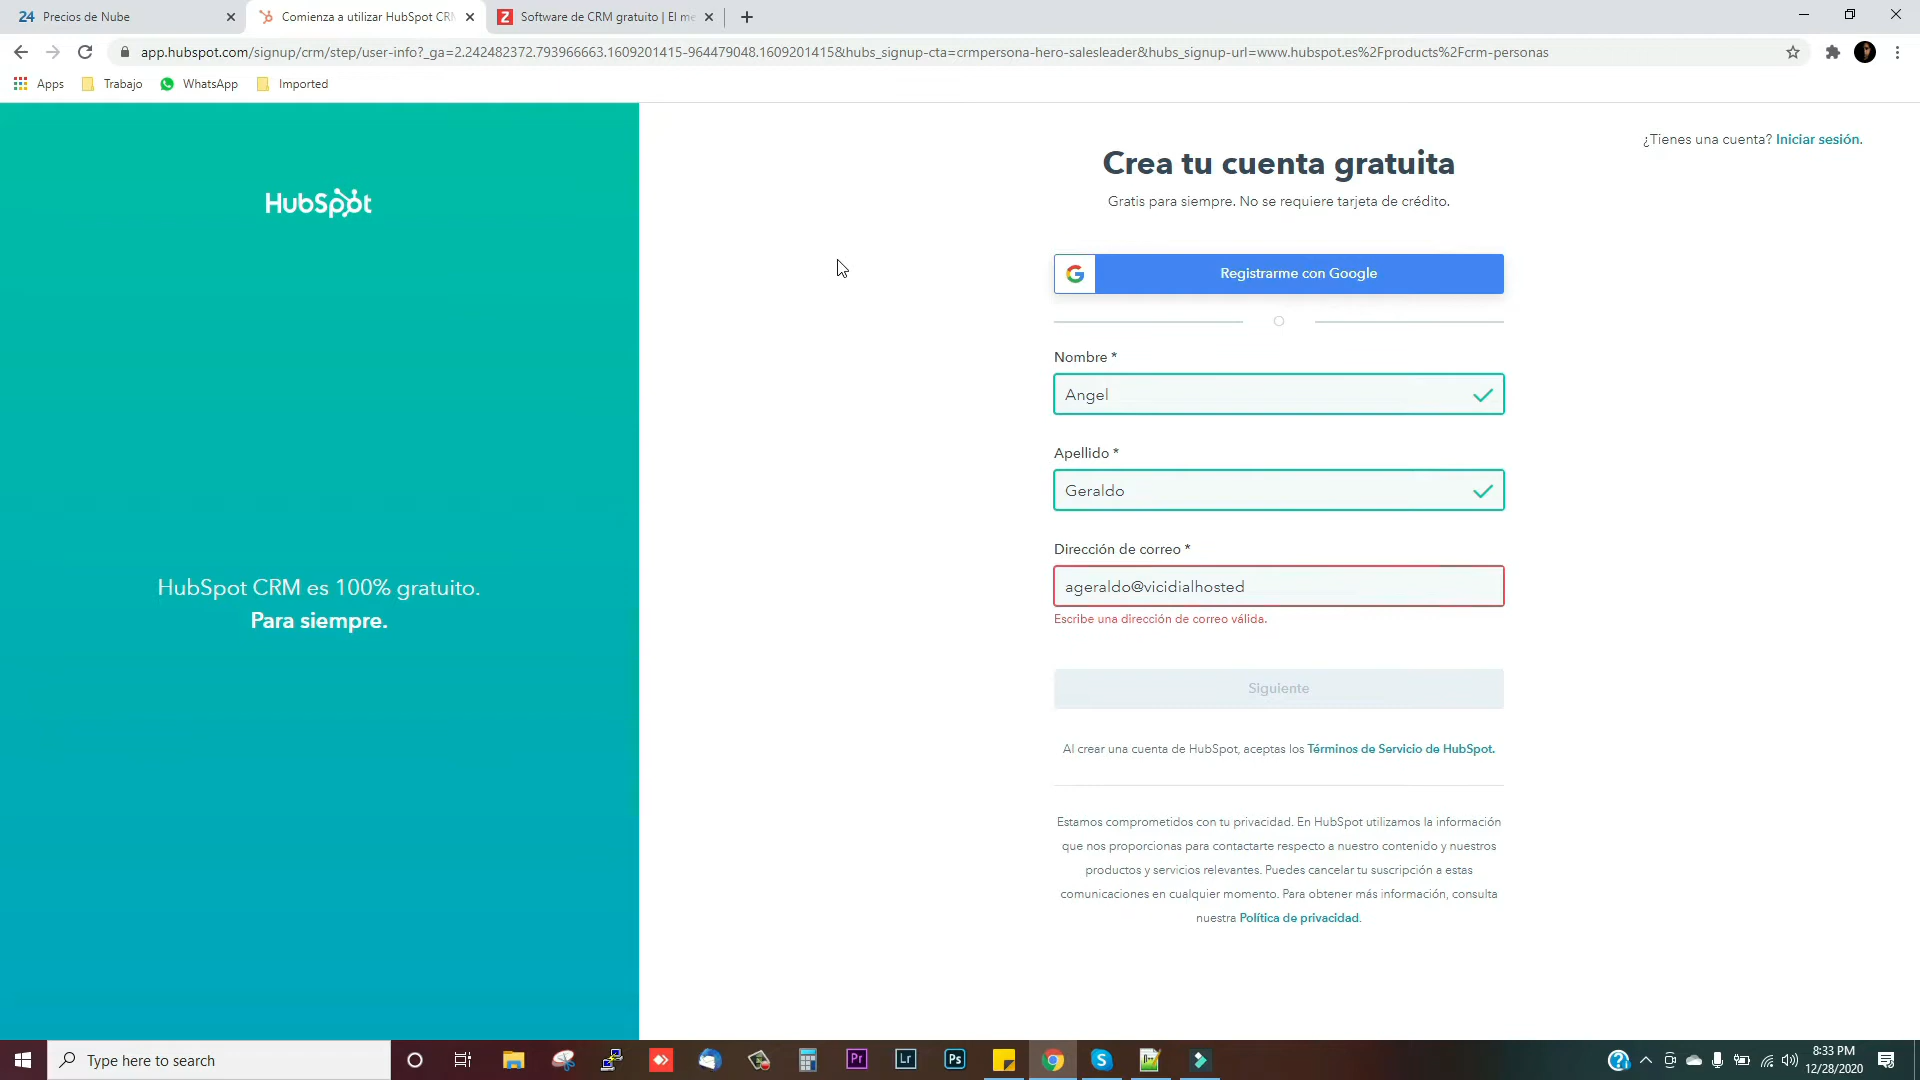 24 Precios de Nube
Comienza a utilizar HubSpot CRM
Z Software de CRM gratuito | El me
app.hubspot.com/signup/crm/step/user-info?_ga=2.242482372.793966663.1609201415-964479048.1609201415&hubs_signup-cta=crmpersona-hero-salesleader&hubs_signup-url=www.hubspot.es%2Fproducts%2Fcrm-personas
Apps Trabajo WhatsApp Imported
¿Tienes una cuenta? Iniciar sesión.
HubSpot
HubSpot CRM es 100% gratuito.
Para siempre.
Crea tu cuenta gratuita
Gratis para siempre. No se requiere tarjeta de crédito.
G Registrarme con Google
O
Nombre *
Angel
Apellido *
Geraldo
Dirección de correo *
ageraldo@vicidialhosted
Escribe una dirección de correo válida.
Siguiente
Al crear una cuenta de HubSpot, aceptas los Términos de Servicio de HubSpot.
Estamos comprometidos con tu privacidad. En HubSpot utilizamos la información
que nos proporcionas para contactarte respecto a nuestro contenido y nuestros
productos y servicios relevantes. Puedes cancelar tu suscripción a estas
comunicaciones en cualquier momento. Para obtener más información, consulta
nuestra Política de privacidad.
Type here to search
Pr Lr Ps
8:33 PM
12/28/2020